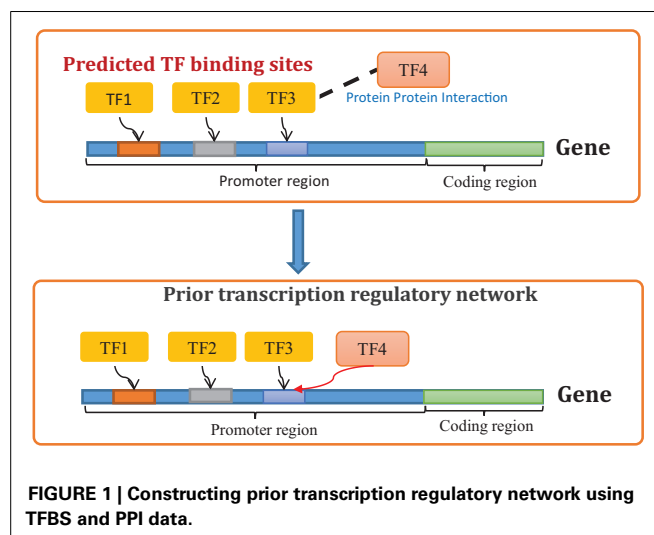 Predicted TF binding sites
TF4
TF1
TF2
TF3
Protein Protein Interaction
Gene
Promoter region
Coding region
Prior transcription regulatory network
TF1
TF2
TF3
TF4
Gene
Promoter region
Coding region
FIGURE 1 | Constructing prior transcription regulatory network using
TFBS and PPI data.